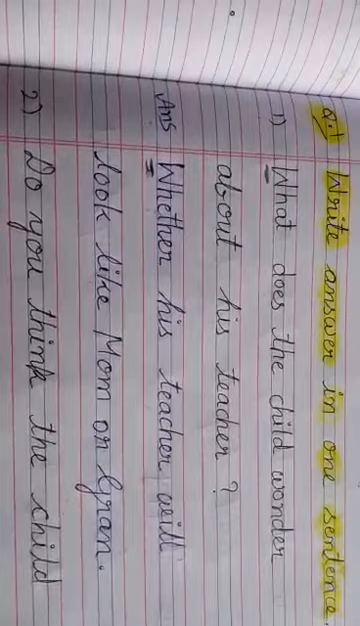 Q.1 Write answer in one sentence.
1) What does the child wonder
about his teacher?
Ans Whether his teacher will
look like Mom or Gran.
2) Do you think the child